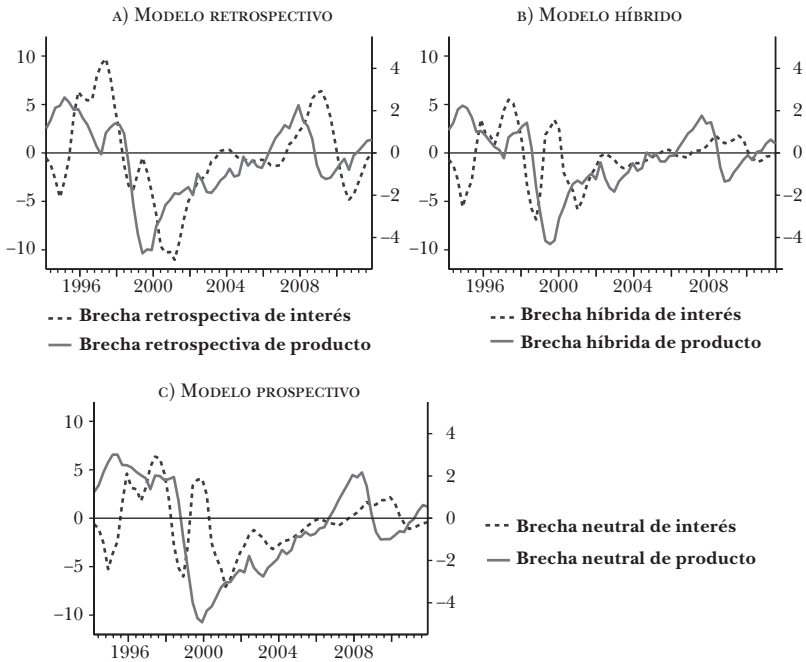 A) MODELO RETROSPECTIVO
10
5
0
−5
−10
4
2
0
−2
−4
1996 2000 2004 2008
Brecha retrospectiva de interés
Brecha retrospectiva de producto
B) MODELO HÍBRIDO
10
5
0
−5
−10
4
2
0
−2
−4
1996 2000 2004 2008
Brecha híbrida de interés
Brecha híbrida de producto
C) MODELO PROSPECTIVO
10
5
0
−5
−10
4
2
0
−2
−4
1996 2000 2004 2008
Brecha neutral de interés
Brecha neutral de producto